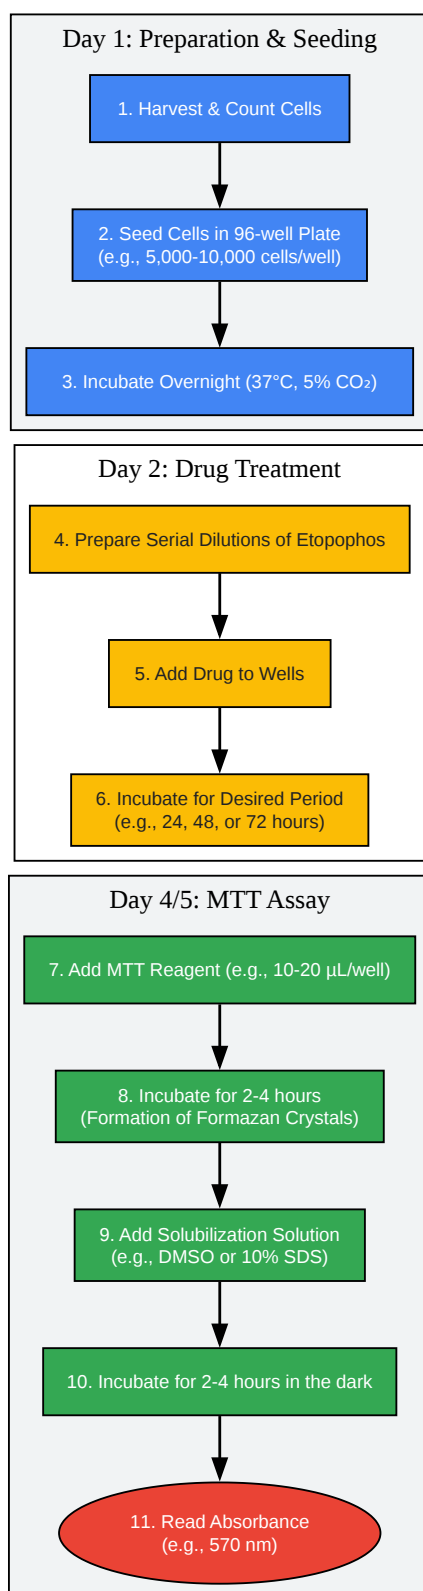 Day 1: Preparation & Seeding
1. Harvest & Count Cells
2. Seed Cells in 96-well Plate
(e.g., 5,000-10,000 cells/well)
3. Incubate Overnight (37°C, 5% CO₂)
Day 2: Drug Treatment
4. Prepare Serial Dilutions of Etopophos
5. Add Drug to Wells
6. Incubate for Desired Period
(e.g., 24, 48, or 72 hours)
Day 4/5: MTT Assay
7. Add MTT Reagent (e.g., 10-20 µL/well)
8. Incubate for 2-4 hours
(Formation of Formazan Crystals)
9. Add Solubilization Solution
(e.g., DMSO or 10% SDS)
10. Incubate for 2-4 hours in the dark
11. Read Absorbance
(e.g., 570 nm)